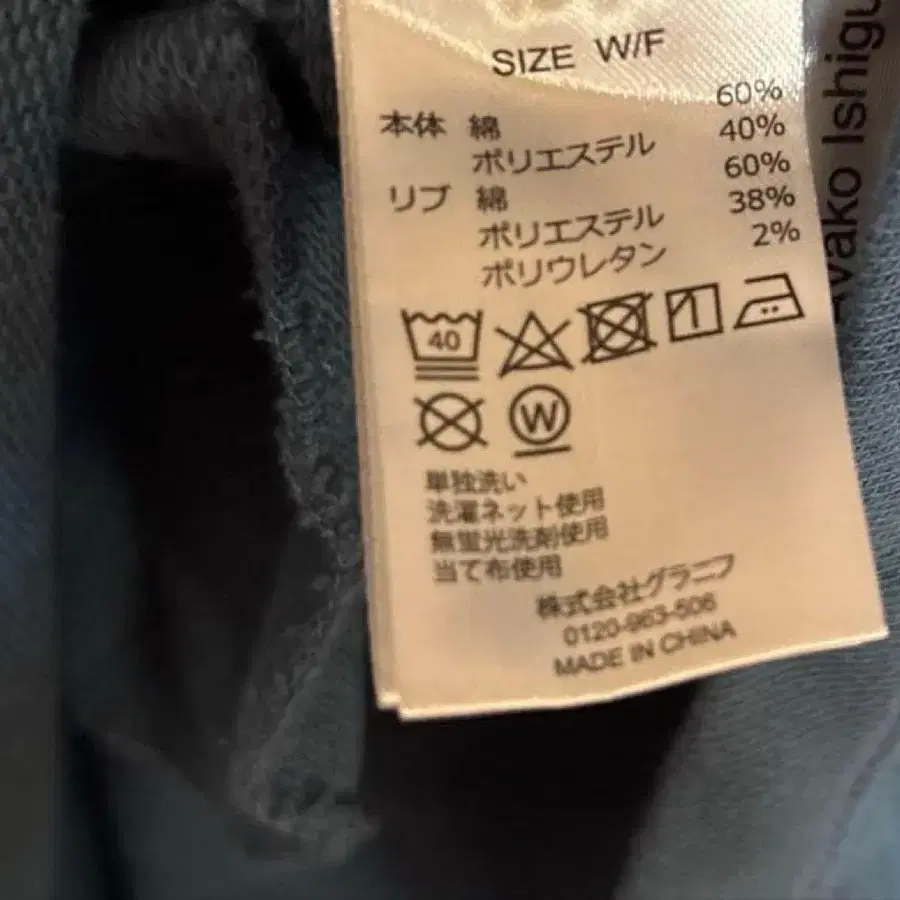 SIZE W/F
本体 綿 60%
ポリエステル 40%
リブ 綿 60%
ポリエステル 38%
ポリウレタン 2%
40
W
単独洗い
洗濯ネット使用
無蛍光洗剤使用
当て布使用
株式会社グラニフ
0120-963-506
MADE IN CHINA
Ayako Ishigu